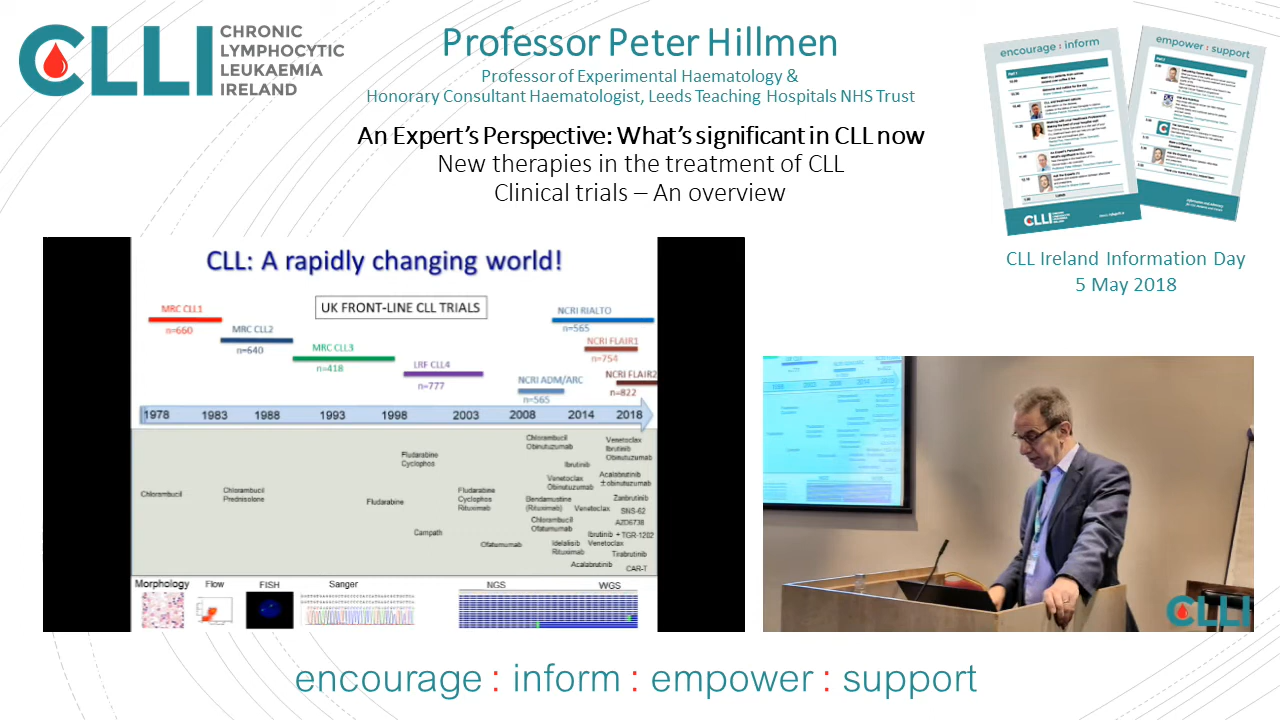 CLLI
CHRONIC
LYMPHOCYTIC
LEUKAEMIA
IRELAND
Professor Peter Hillmen
Professor of Experimental Haematology &
Honorary Consultant Haematologist, Leeds Teaching Hospitals NHS Trust
An Expert's Perspective: What's significant in CLL now
New therapies in the treatment of CLL
Clinical trials – An overview
encourage : inform
empower : support
CLLI
CLL Ireland Information Day
5 May 2018
CLL: A rapidly changing world!
UK FRONT-LINE CLL TRIALS
MRC CLL1
n=660
MRC CLL2
n=640
MRC CLL3
n=418
LRF CLL4
n=777
NCRI ADM/ARC
n=565
NCRI RIALTO
n=565
NCRI FLAIR1
n=754
NCRI FLAIR2
n=822
1978 1983 1988 1993 1998 2003 2008 2014 2018
Chlorambucil
Chlorambucil
Prednisolone
Fludarabine
Fludarabine
Cyclophos
Campath
Fludarabine
Cyclophos
Rituximab
Ofatumumab
Chlorambucil
Obinutuzumab
Ibrutinib
Venetoclax
Obinutuzumab
Bendamustine
(Rituximab)
Venetoclax
Chlorambucil
Ofatumumab
Idelalisib
Rituximab
Ibrutinib +
Venetoclax
Acalabrutinib
Venetoclax
Ibrutinib
Obinutuzumab
Acalabrutinib
±obinutuzumab
Zanbrutinib
SNS-62
AZD6738
TGR-1202
Tirabrutinib
CAR-T
Morphology Flow FISH Sanger NGS WGS
CLLI
encourage : inform : empower : support